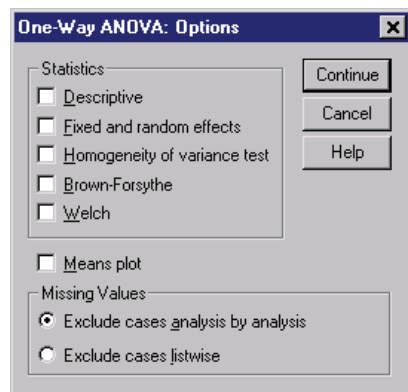 One-Way ANOVA: Options
Statistics
Descriptive
Fixed and random effects
Homogeneity of variance test
Brown-Forsythe
Welch
Continue
Cancel
Help
Means plot
Missing Values
Exclude cases analysis by analysis
Exclude cases listwise